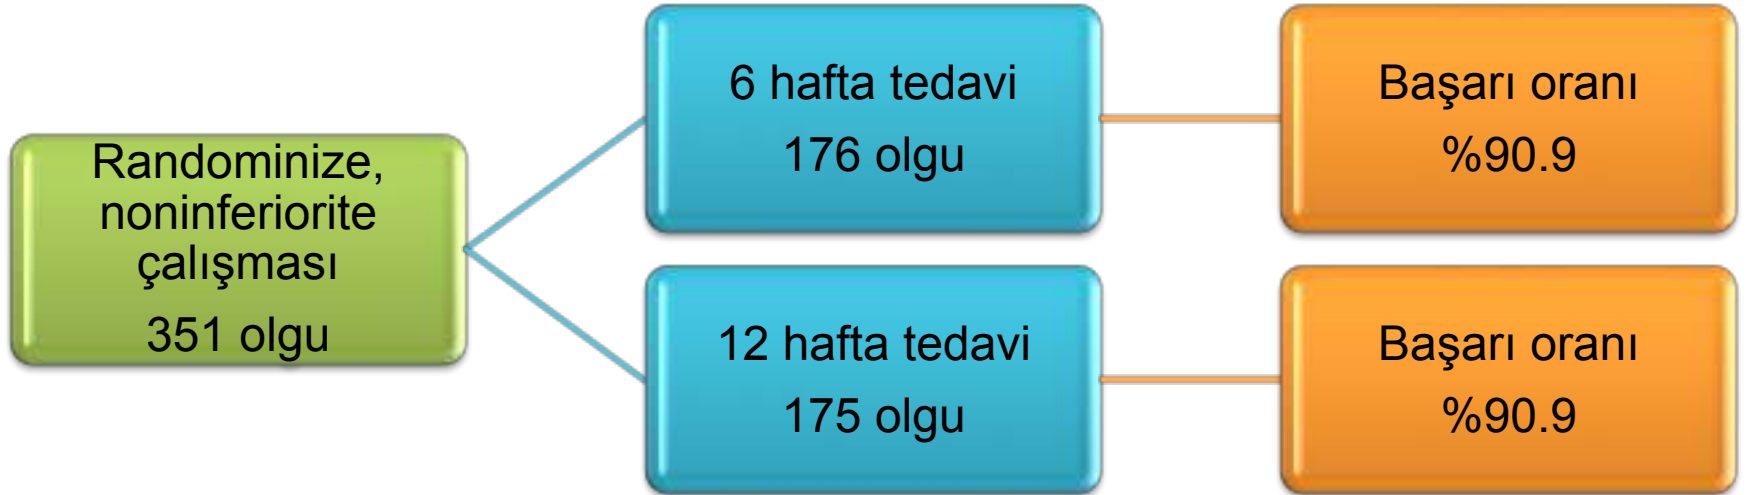 Randominize,
noninferiorite
çalışması
351 olgu
6 hafta tedavi
176 olgu
Başarı oranı
%90.9
12 hafta tedavi
175 olgu
Başarı oranı
%90.9